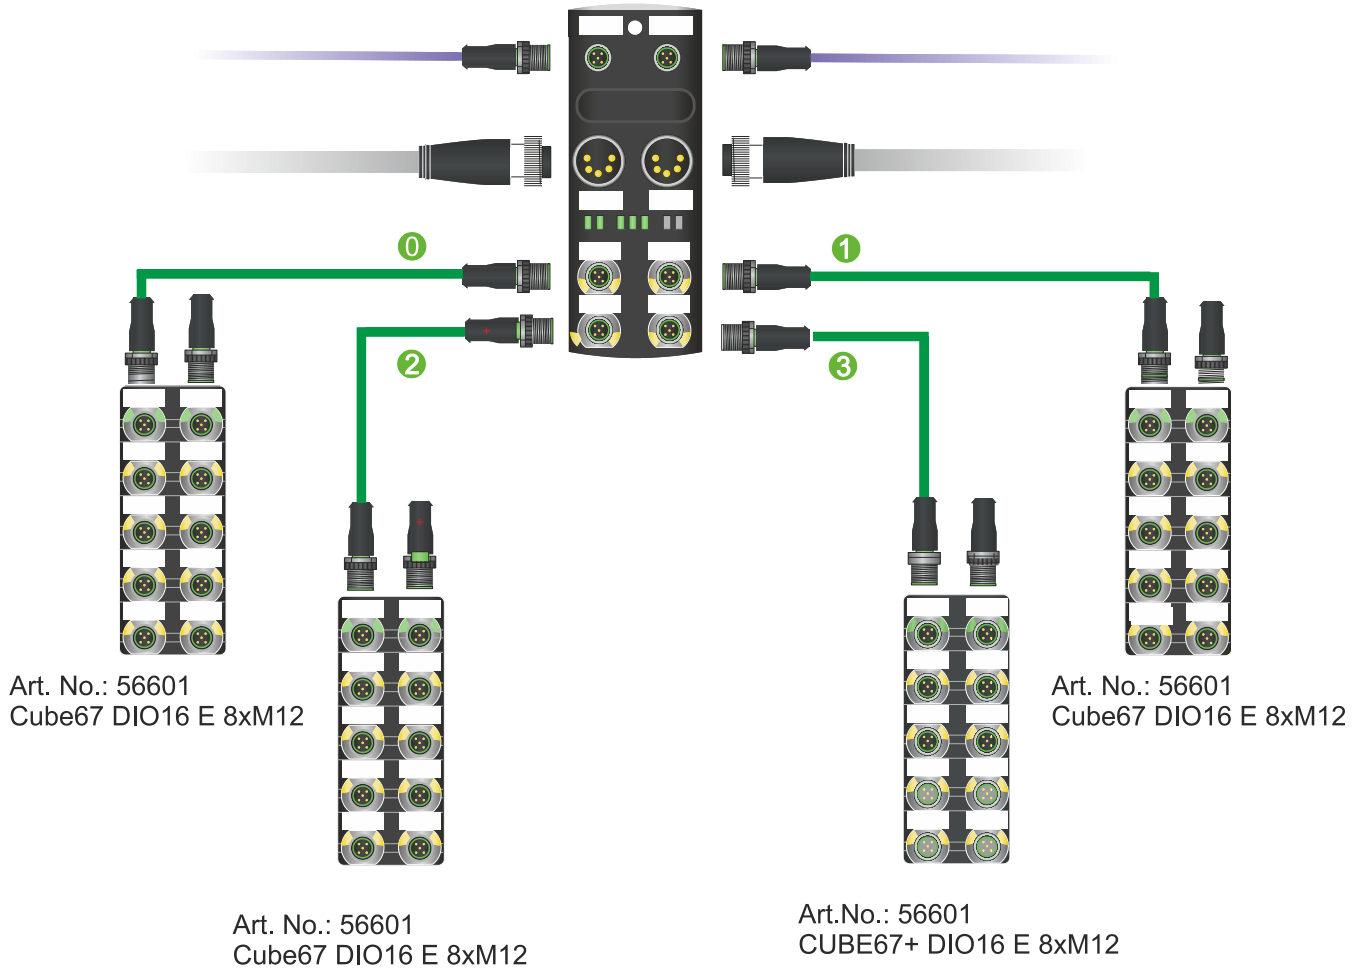 0
1
2
3
Art. No.: 56601
Cube67 DIO16 E 8xM12
Art. No.: 56601
Cube67 DIO16 E 8xM12
Art. No.: 56601
Cube67 DIO16 E 8xM12
Art.No.: 56601
CUBE67+ DIO16 E 8xM12